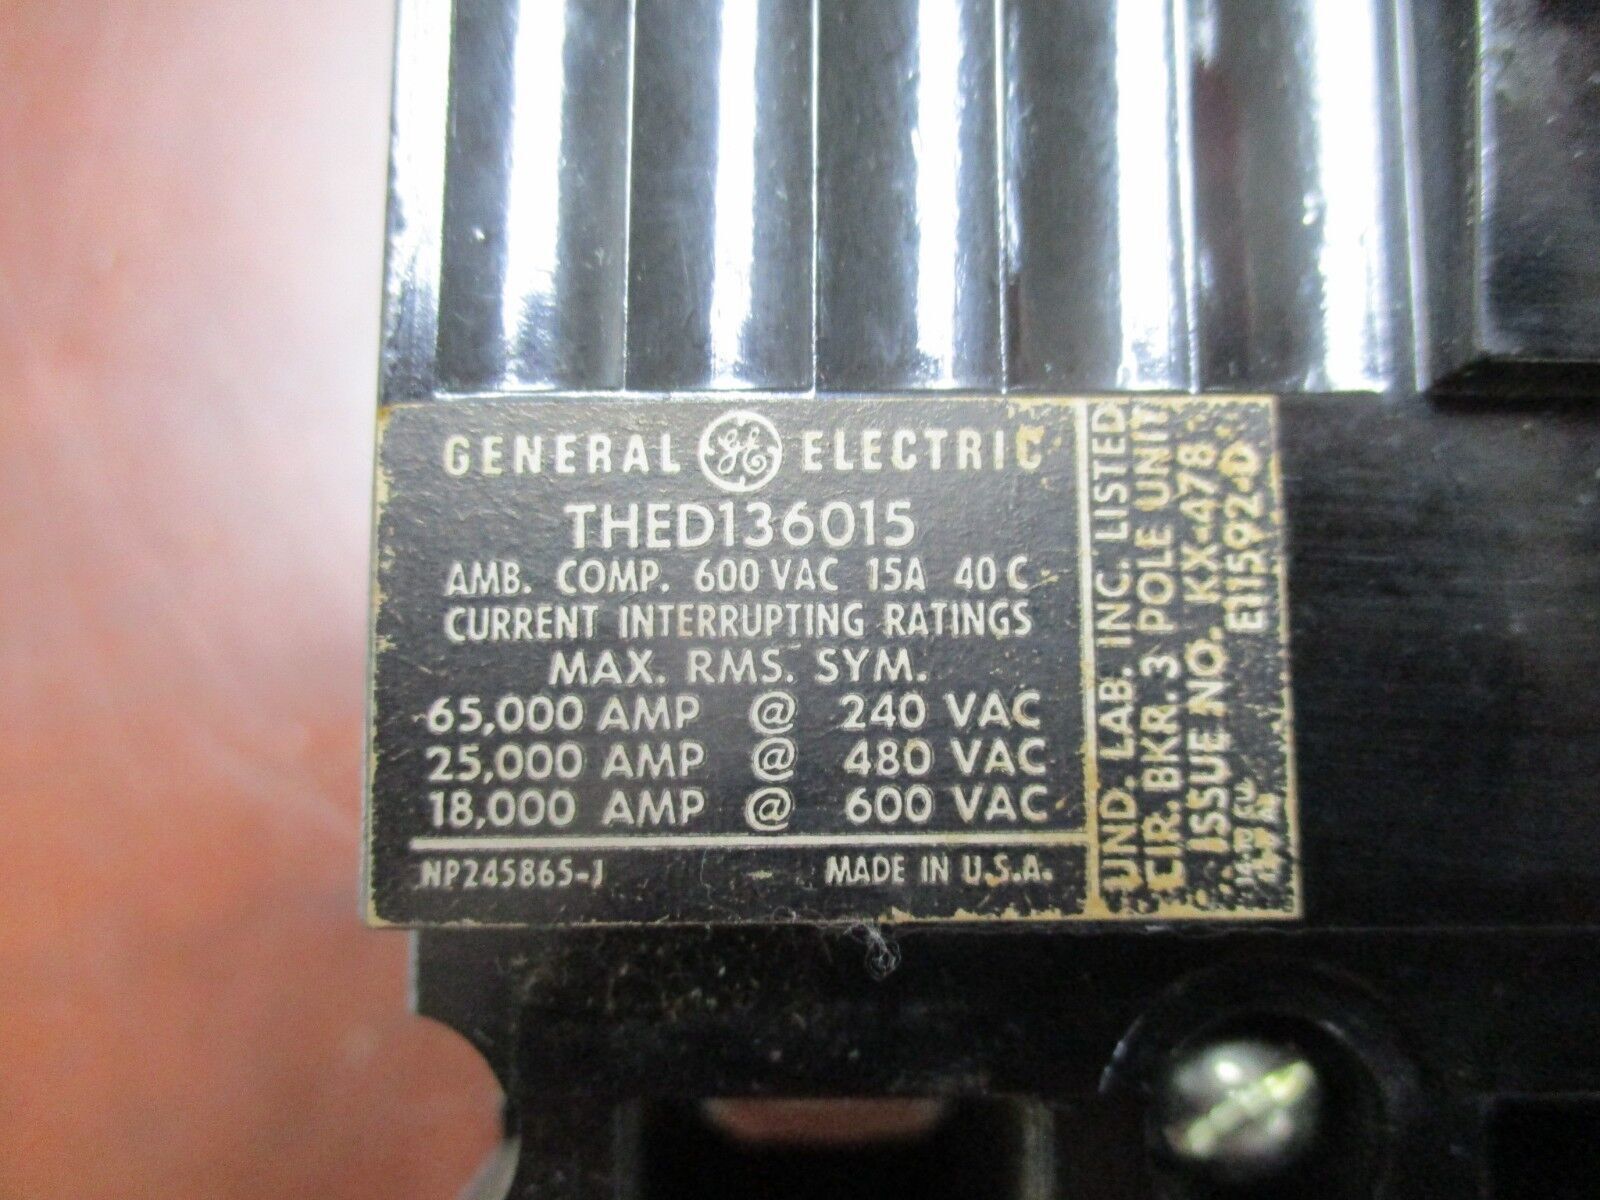 GENERAL GE ELECTRIC
THED136015
AMB. COMP. 600 VAC 15A 40 C
CURRENT INTERRUPTING RATINGS
MAX. RMS. SYM.
65,000 AMP @ 240 VAC
25,000 AMP @ 480 VAC
18,000 AMP @ 600 VAC
NP245865-1 MADE IN U.S.A.
UND. LAB. INC. LISTED
CIR. BKR. 3 POLE UNIT
ISSUE NO. KX-478
E11592-D